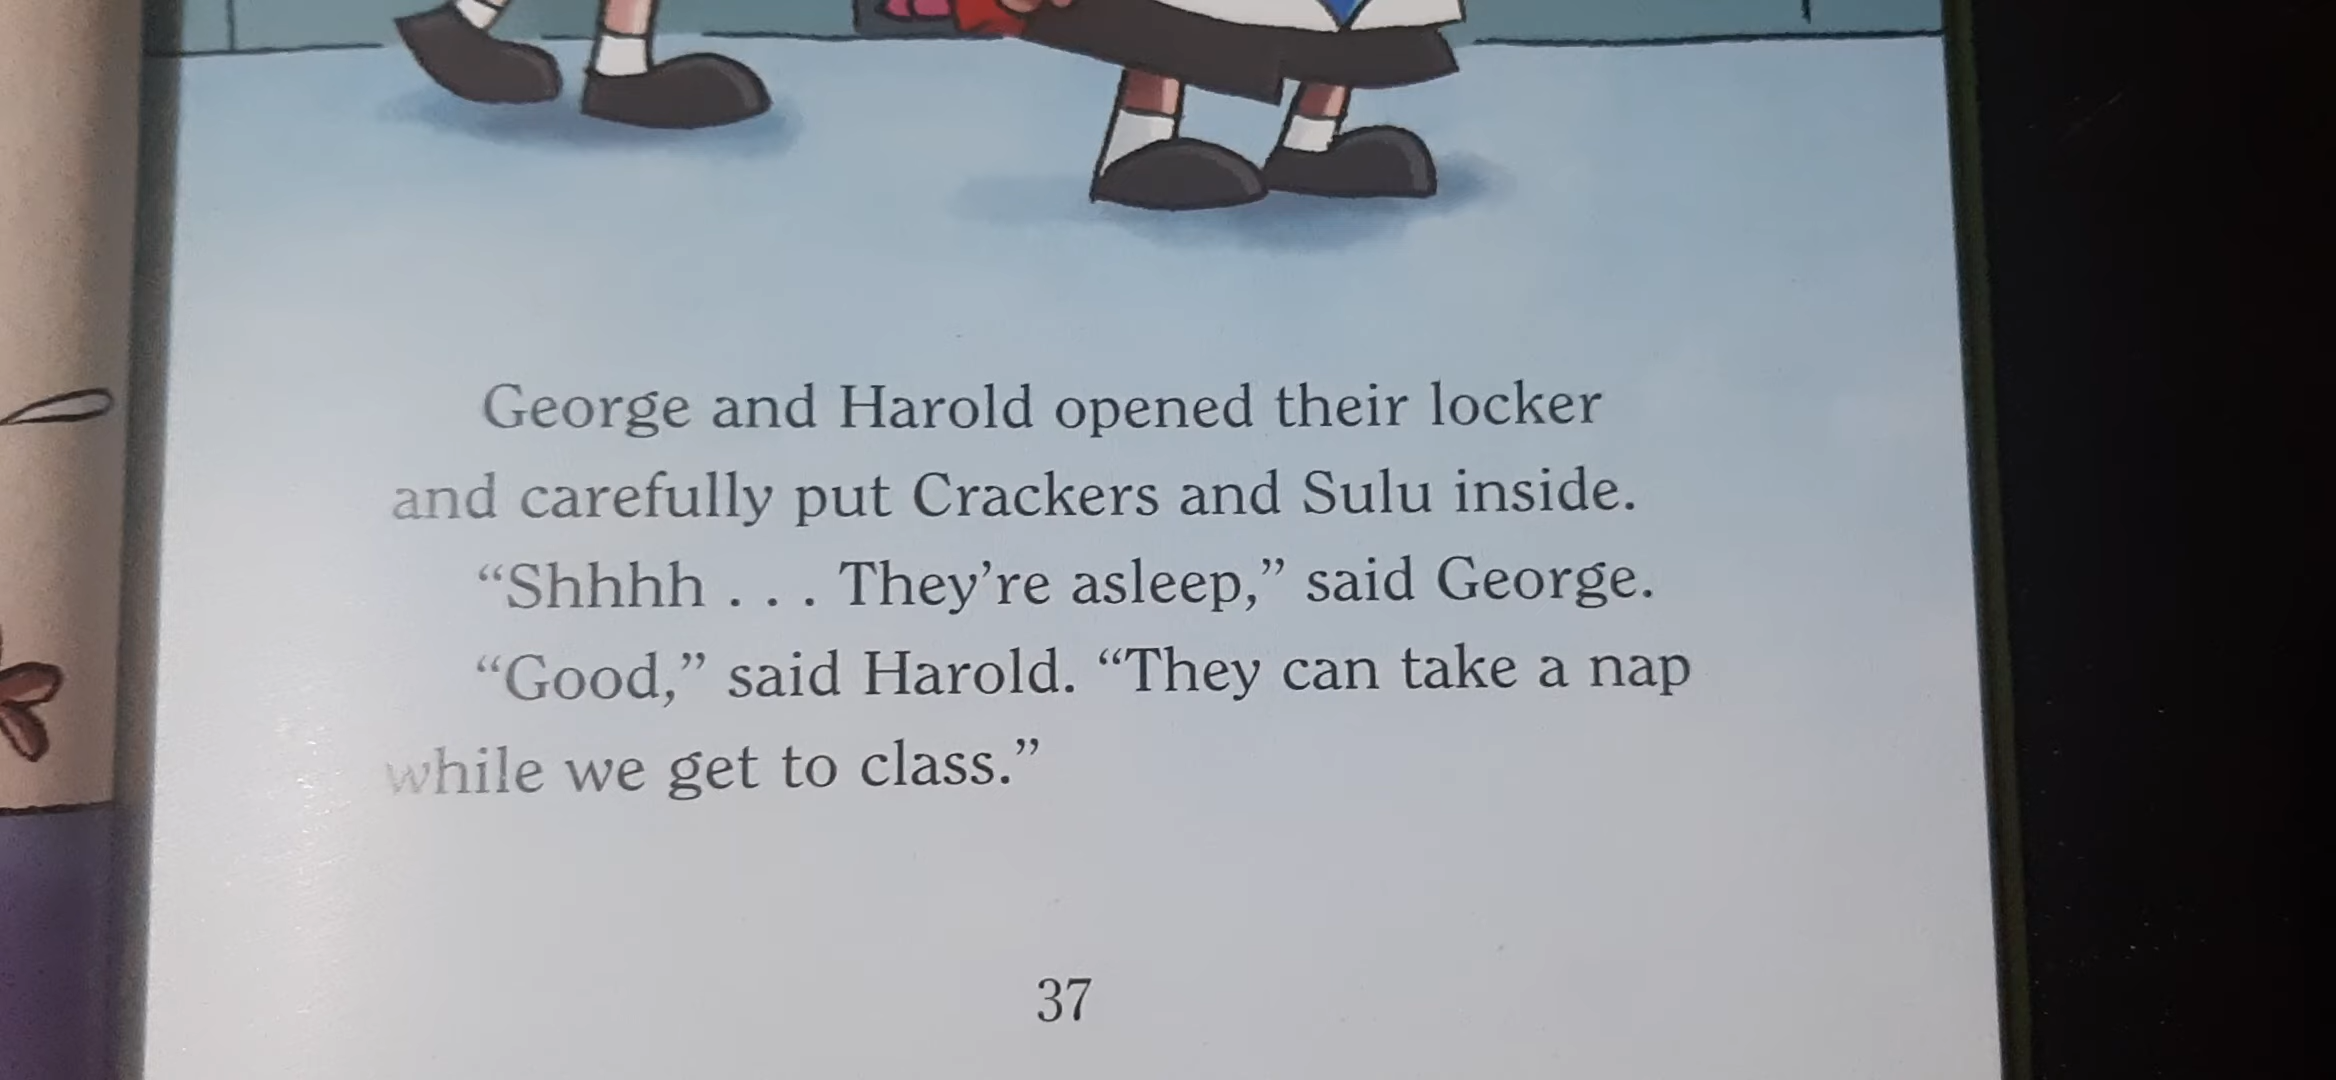 George and Harold opened their locker
and carefully put Crackers and Sulu inside.
“Shhhh . . . They’re asleep,” said George.
“Good,” said Harold. “They can take a nap
while we get to class.”
37